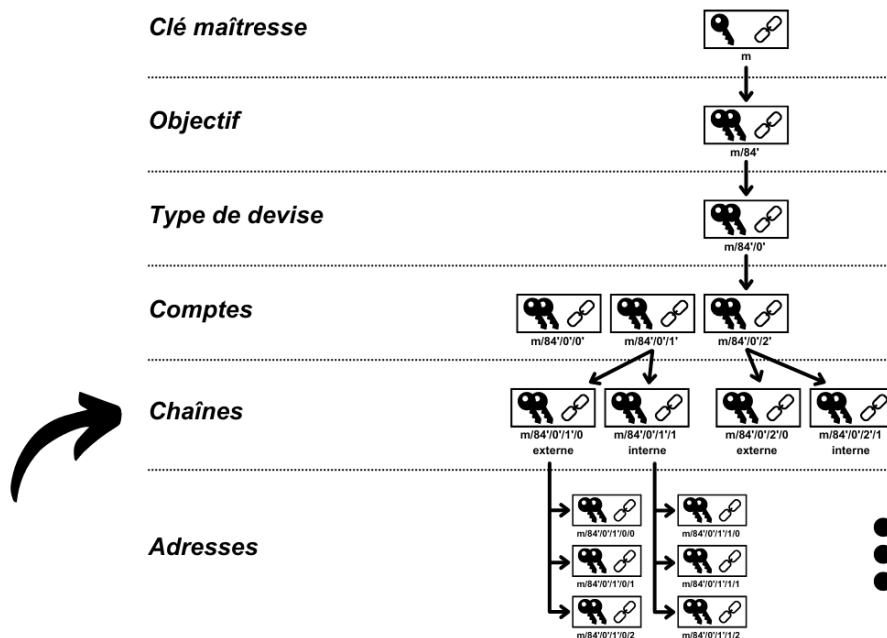 Clé maîtresse
m
Objectif
m/84'
Type de devise
m/84'/0'
Comptes
m/84'/0'/0' m/84'/0'/1' m/84'/0'/2'
Chaînes
m/84'/0'/1'/0 m/84'/0'/1'/1 m/84'/0'/2'/0 m/84'/0'/2'/1
externe interne externe interne
Adresses
m/84'/0'/1'/0/0 m/84'/0'/1'/1/0
m/84'/0'/1'/0/1 m/84'/0'/1'/1/1
m/84'/0'/1'/0/2 m/84'/0'/1'/1/2